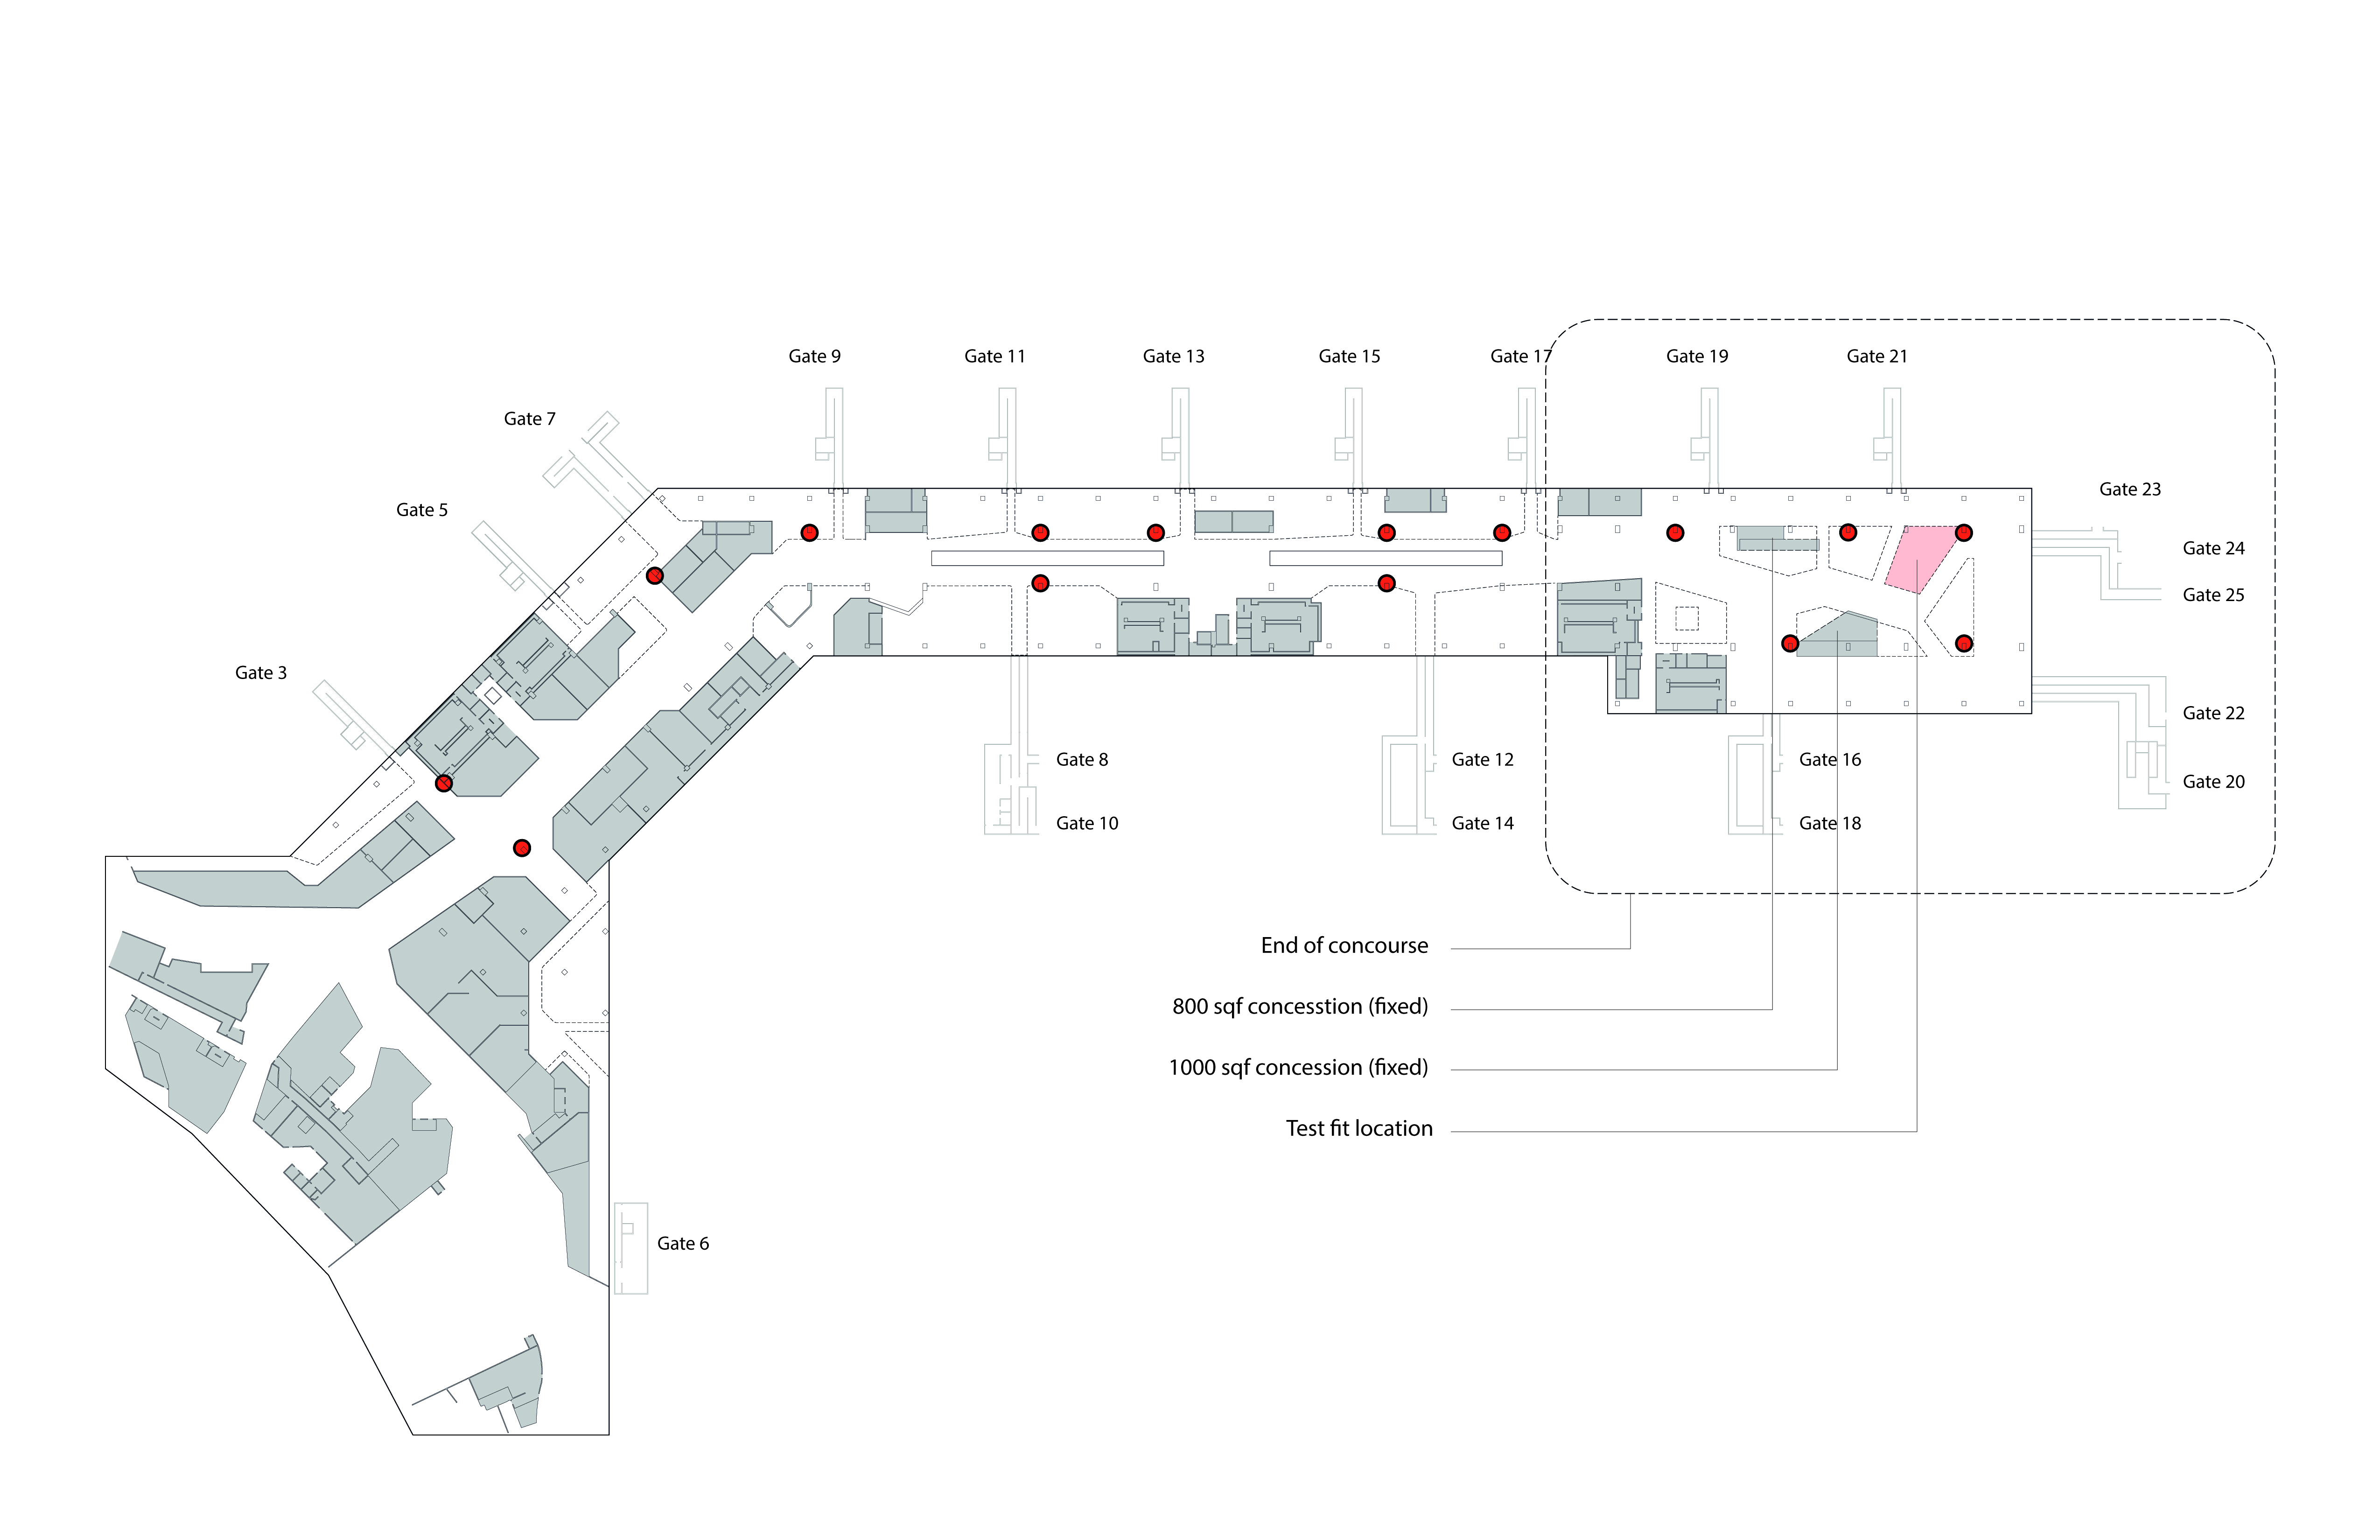 Gate 9
Gate 11
Gate 13
Gate 15
Gate 17
Gate 19
Gate 21
Gate 7
Gate 5
Gate 23
Gate 24
Gate 25
Gate 3
Gate 22
Gate 8
Gate 12
Gate 16
Gate 20
Gate 10
Gate 14
Gate 18
End of concourse
800 sqf concesstion (fixed)
1000 sqf concession (fixed)
Test fit location
Gate 6